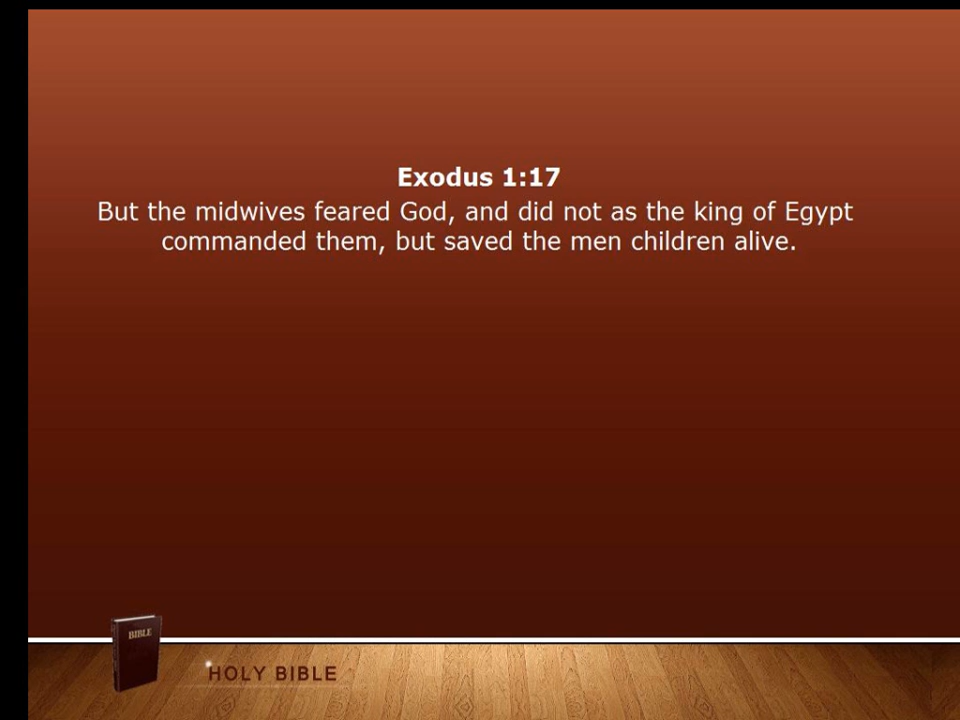 Exodus 1:17
But the midwives feared God, and did not as the king of Egypt
commanded them, but saved the men children alive.
BIBLE
HOLY BIBLE